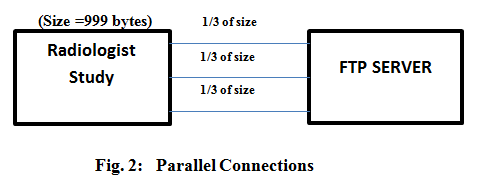 (Size =999 bytes)
Radiologist
Study
1/3 of size
1/3 of size
1/3 of size
FTP SERVER
Fig. 2: Parallel Connections